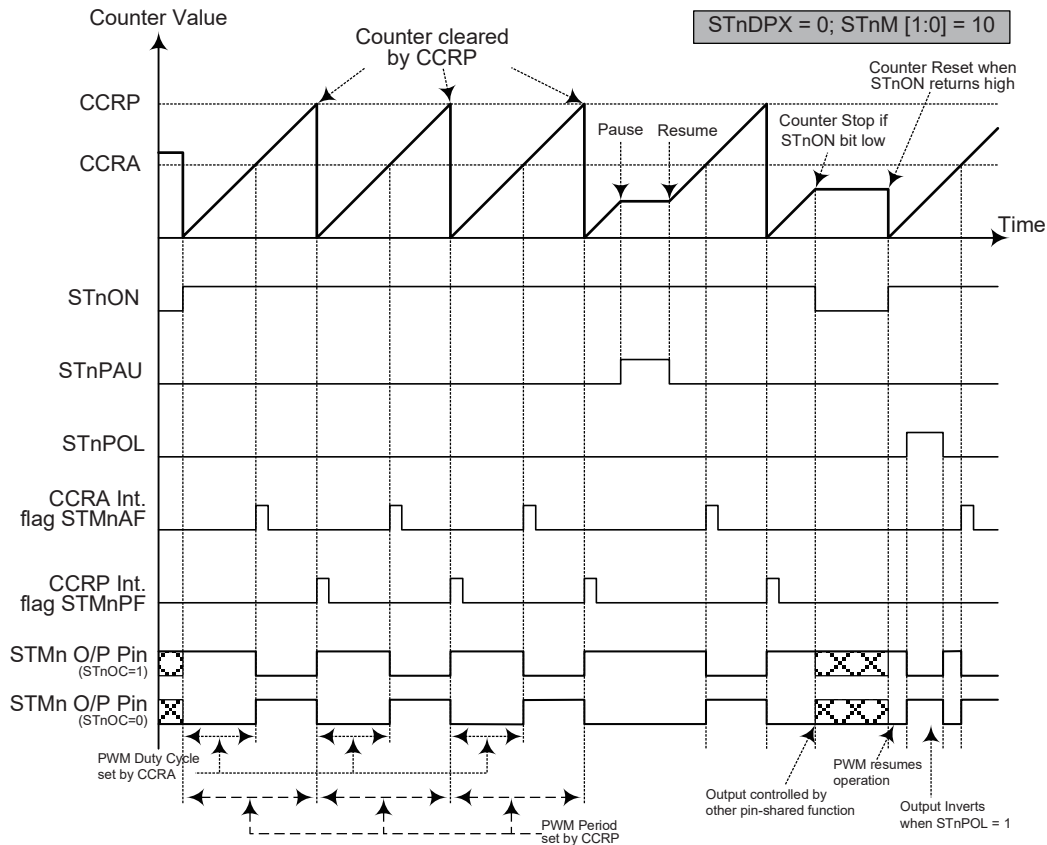 Counter Value
STnDPX = 0; STnM [1:0] = 10
Counter cleared
by CCRP
Counter Reset when
STnON returns high
CCRP
Pause
Resume
Counter Stop if
STnON bit low
CCRA
Time
STnON
STnPAU
STnPOL
CCRA Int.
flag STMnAF
CCRP Int.
flag STMnPF
STMn O/P Pin
(STnOC=1)
STMn O/P Pin
(STnOC=0)
PWM Duty Cycle
set by CCRA
PWM resumes
operation
Output controlled by
other pin-shared function
Output Inverts
when STnPOL = 1
PWM Period
set by CCRP